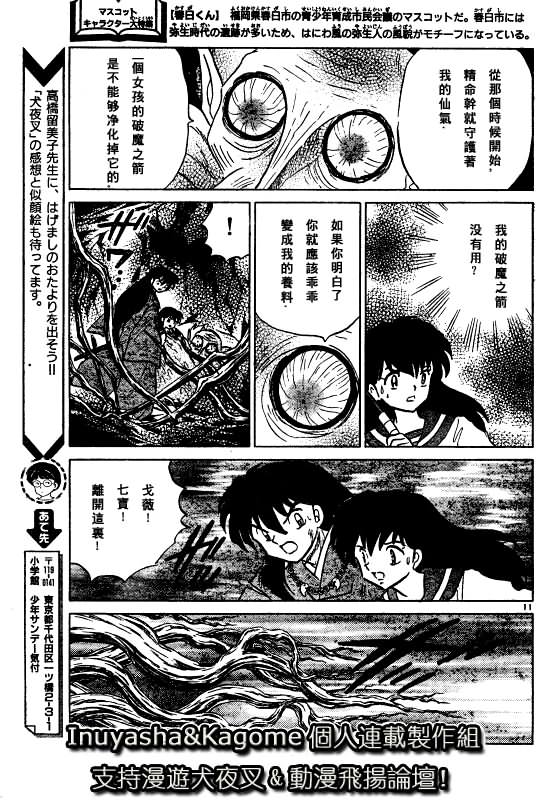 マスコット
キャラクター大特集
【春日くん】 福岡県春日市の青少年育成市民会議のマスコットだ。春日市には
弥生時代の遺跡が多いため、はにわ風の弥生人の風貌がモチーフになっている。
從那個時候開始,
精命幹就守護著
我的仙氣.
一個女孩的破魔之箭
是不能够净化掉它的.
我的破魔之箭
没有用?
如果你明白了
你就應該乖乖
變成我的養料.
!
戈薇!
七寶!
離開這裏!
11
高橋留美子先生に、はげましのおたよりを出そう!!
「犬夜叉」の感想と似顔絵も待ってます。
あて先
〒119-0141
東京都千代田区一ツ橋2-3-1
小学館 少年サンデー気付
Inuyasha&Kagome 個人連載製作組
支持漫遊犬夜叉 & 動漫飛揚論壇!